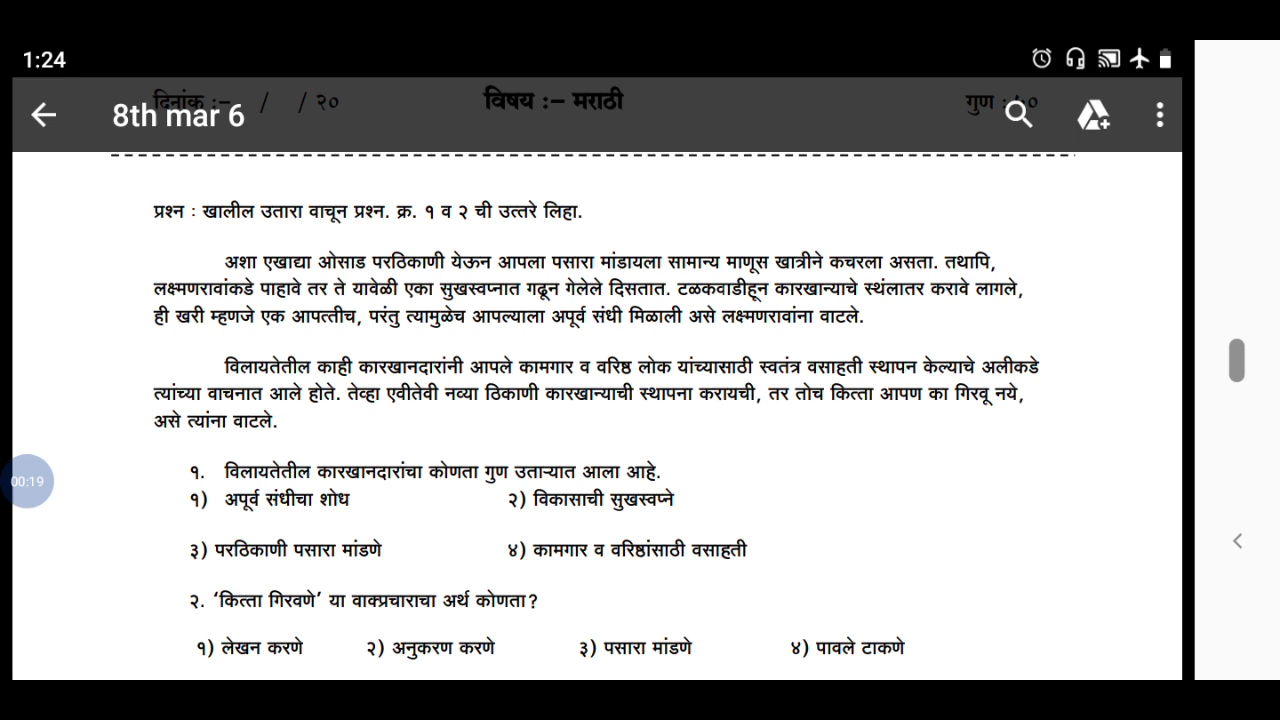 1:24
दिनांक :- / / २० विषय :- मराठी गुण : ५०
8th mar 6
प्रश्न : खालील उतारा वाचून प्रश्न. क्र. १ व २ ची उत्तरे लिहा.
अशा एखाद्या ओसाड परठिकाणी येऊन आपला पसारा मांडायला सामान्य माणूस खात्रीने कचरला असता. तथापि,
लक्ष्मणरावांकडे पाहावे तर ते यावेळी एका सुखस्वप्नात गढून गेलेले दिसतात. टळकवाडीहून कारखान्याचे स्थंलातर करावे लागले,
ही खरी म्हणजे एक आपत्तीच, परंतु त्यामुळेच आपल्याला अपूर्व संधी मिळाली असे लक्ष्मणरावांना वाटले.
विलायतेतील काही कारखानदारांनी आपले कामगार व वरिष्ठ लोक यांच्यासाठी स्वतंत्र वसाहती स्थापन केल्याचे अलीकडे
त्यांच्या वाचनात आले होते. तेव्हा एवीतेवी नव्या ठिकाणी कारखान्याची स्थापना करायची, तर तोच कित्ता आपण का गिरवू नये,
असे त्यांना वाटले.
१. विलायतेतील कारखानदारांचा कोणता गुण उताऱ्यात आला आहे.
१) अपूर्व संधीचा शोध २) विकासाची सुखस्वप्ने
३) परठिकाणी पसारा मांडणे ४) कामगार व वरिष्ठांसाठी वसाहती
00:19
२. ‘कित्ता गिरवणे’ या वाक्प्रचाराचा अर्थ कोणता?
१) लेखन करणे २) अनुकरण करणे ३) पसारा मांडणे ४) पावले टाकणे